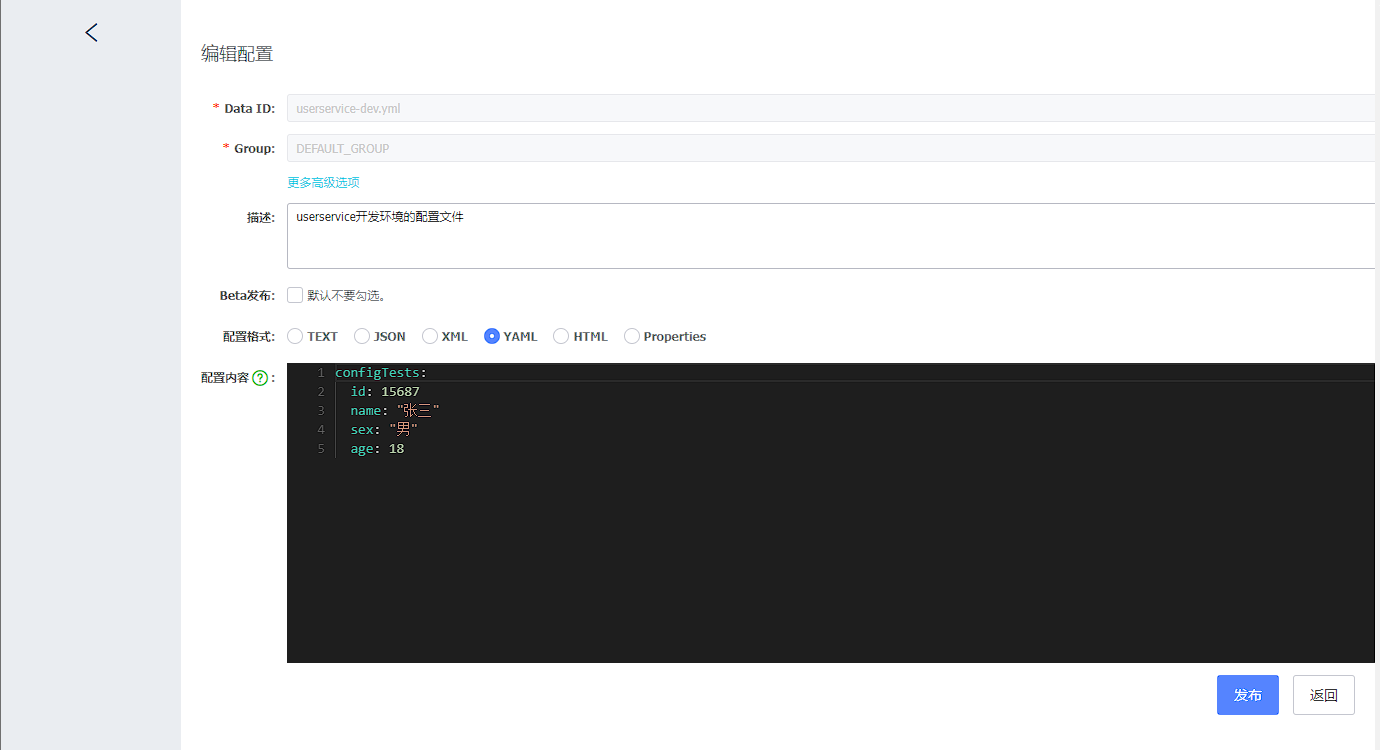 编辑配置
* Data ID: userservice-dev.yml
* Group: DEFAULT_GROUP
更多高级选项
描述: userservice开发环境的配置文件
Beta发布: 默认不要勾选。
配置格式: TEXT JSON XML YAML HTML Properties
配置内容?: 
1 configTests:
2 id: 15687
3 name: "张三"
4 sex: "男"
5 age: 18
发布 返回